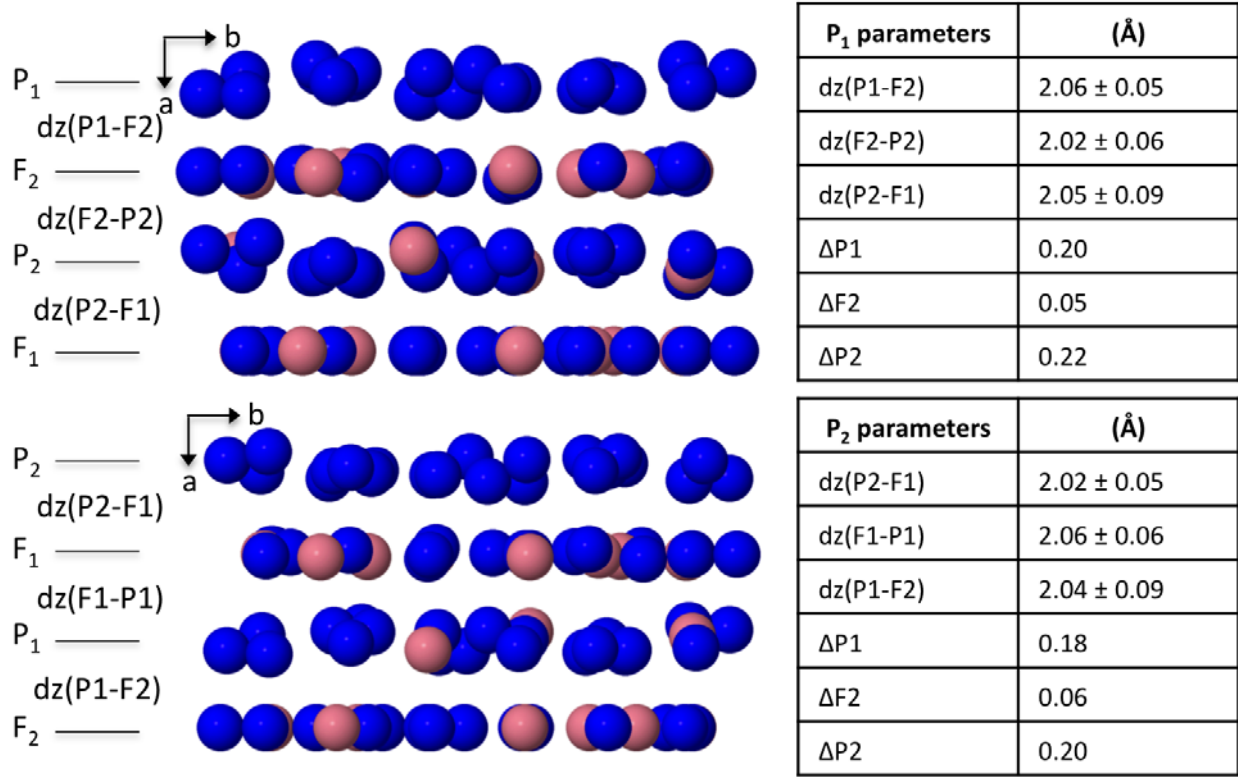 b
P1
a
dz(P1-F2)
F2
dz(F2-P2)
P2
dz(P2-F1)
F1
P1 parameters (Å)
dz(P1-F2) 2.06 ± 0.05
dz(F2-P2) 2.02 ± 0.06
dz(P2-F1) 2.05 ± 0.09
ΔP1 0.20
ΔF2 0.05
ΔP2 0.22
b
P2
a
dz(P2-F1)
F1
dz(F1-P1)
P1
dz(P1-F2)
F2
P2 parameters (Å)
dz(P2-F1) 2.02 ± 0.05
dz(F1-P1) 2.06 ± 0.06
dz(P1-F2) 2.04 ± 0.09
ΔP1 0.18
ΔF2 0.06
ΔP2 0.20